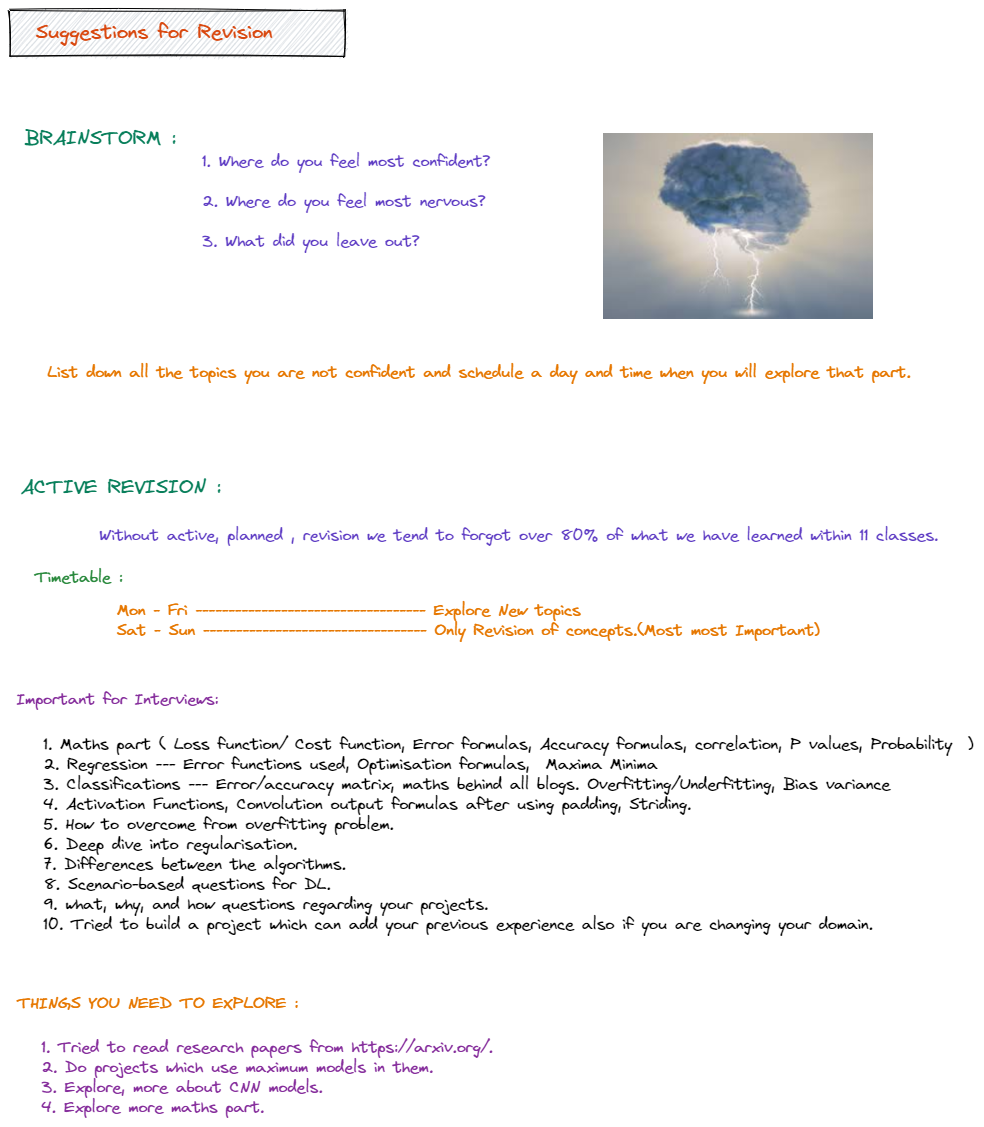 Suggestions for Revision
BRAINSTORM :
1. Where do you feel most confident?
2. Where do you feel most nervous?
3. What did you leave out?
List down all the topics you are not confident and schedule a day and time when you will explore that part.
ACTIVE REVISION :
Without active, planned , revision we tend to forgot over 80% of what we have learned within 11 classes.
Timetable :
Mon - Fri ----------------------------------- Explore New topics
Sat - Sun ---------------------------------- Only Revision of concepts.(Most most Important)
Important for Interviews:
1. Maths part ( Loss function/ Cost function, Error formulas, Accuracy formulas, correlation, P values, Probability )
2. Regression --- Error functions used, Optimisation formulas, Maxima Minima
3. Classifications --- Error/accuracy matrix, maths behind all blogs. Overfitting/Underfitting, Bias variance
4. Activation Functions, Convolution output formulas after using padding, Striding.
5. How to overcome from overfitting problem.
6. Deep dive into regularisation.
7. Differences between the algorithms.
8. Scenario-based questions for DL.
9. what, why, and how questions regarding your projects.
10. Tried to build a project which can add your previous experience also if you are changing your domain.
THINGS YOU NEED TO EXPLORE :
1. Tried to read research papers from https://arxiv.org/.
2. Do projects which use maximum models in them.
3. Explore, more about CNN models.
4. Explore more maths part.